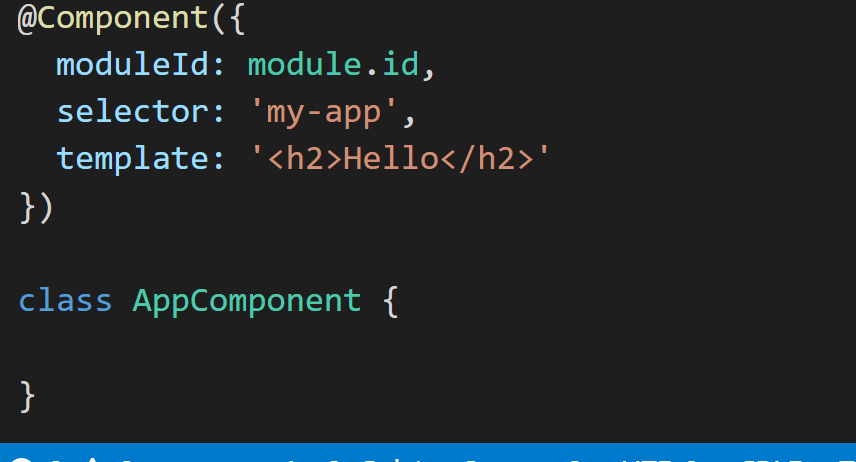 @Component({
  moduleId: module.id,
  selector: 'my-app',
  template: '<h2>Hello</h2>'
})
class AppComponent {
}